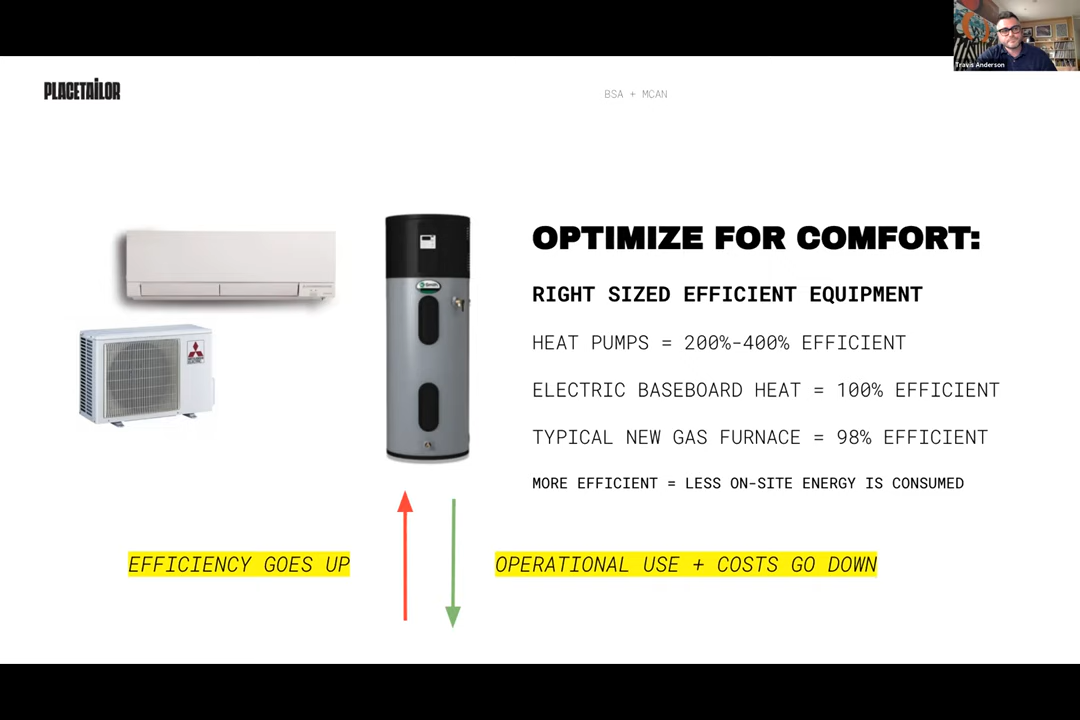 Travis Anderson
PLACETAILOR
BSA + MCAN
OPTIMIZE FOR COMFORT:
RIGHT SIZED EFFICIENT EQUIPMENT
HEAT PUMPS = 200%-400% EFFICIENT
ELECTRIC BASEBOARD HEAT = 100% EFFICIENT
TYPICAL NEW GAS FURNACE = 98% EFFICIENT
MORE EFFICIENT = LESS ON-SITE ENERGY IS CONSUMED
EFFICIENCY GOES UP
OPERATIONAL USE + COSTS GO DOWN